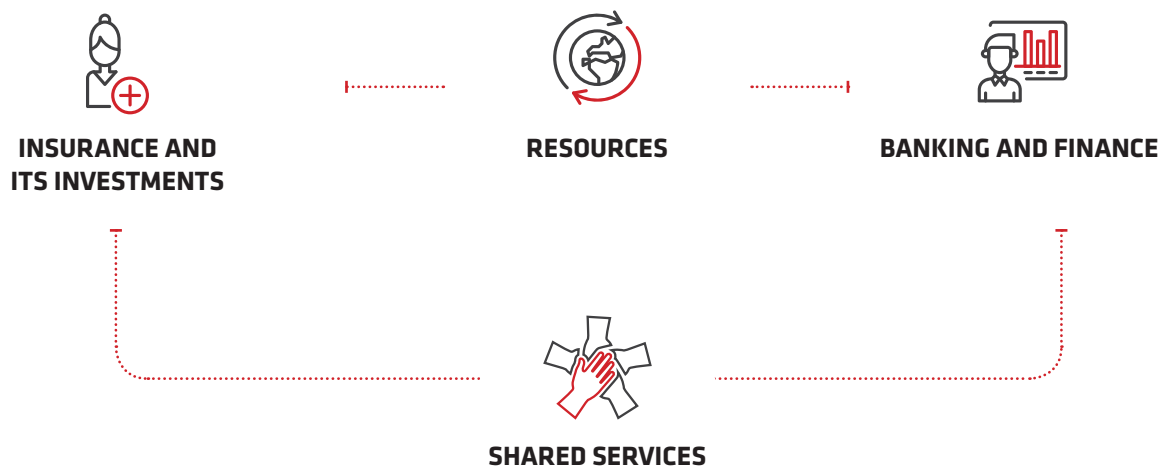 INSURANCE AND
ITS INVESTMENTS
RESOURCES
BANKING AND FINANCE
SHARED SERVICES